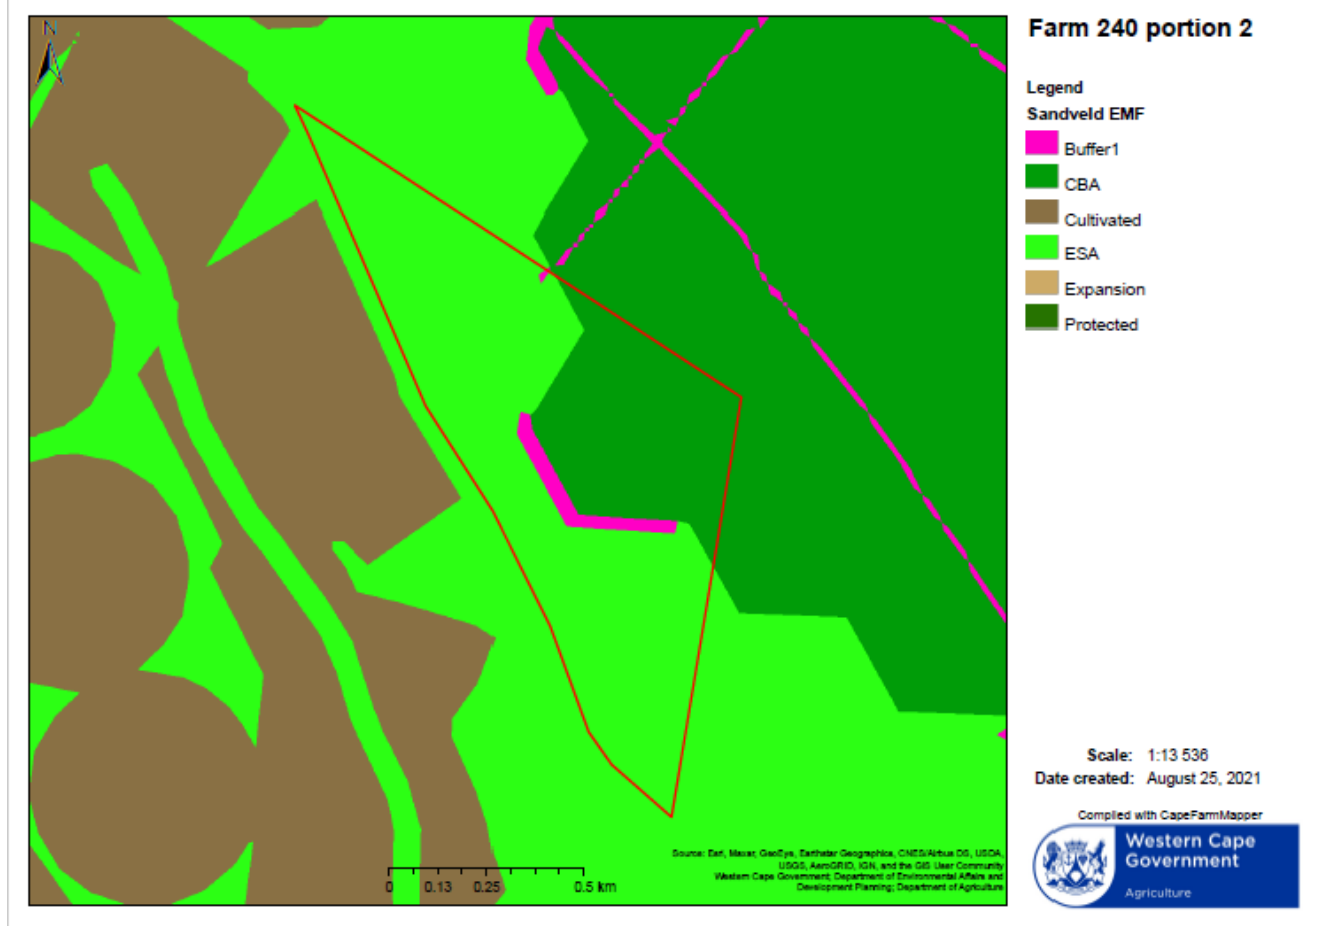 Farm 240 portion 2
N
Legend
Sandveld EMF
Buffer1
CBA
Cultivated
ESA
Expansion
Protected
Scale: 1:13 536
Date created: August 25, 2021
Compiled with CapeFarmMapper
Western Cape
Government
Agriculture
0 0.13 0.25 0.5 km
Source: Esri, Maxar, GeoEye, Earthstar Geographics, CNES/Airbus DS, USDA,
USGS, AeroGRID, IGN, and the GIS User Community
Western Cape Government; Department of Environmental Affairs and
Development Planning; Department of Agriculture